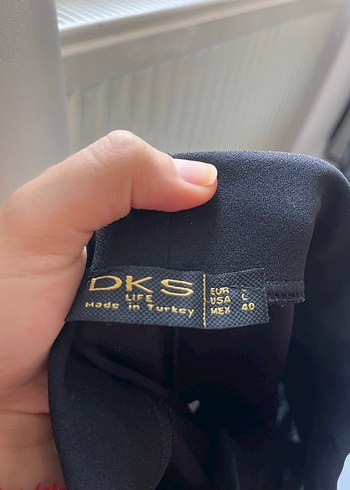 DKS
LIFE
Made in Turkey
EUR
USA L
MEX 40